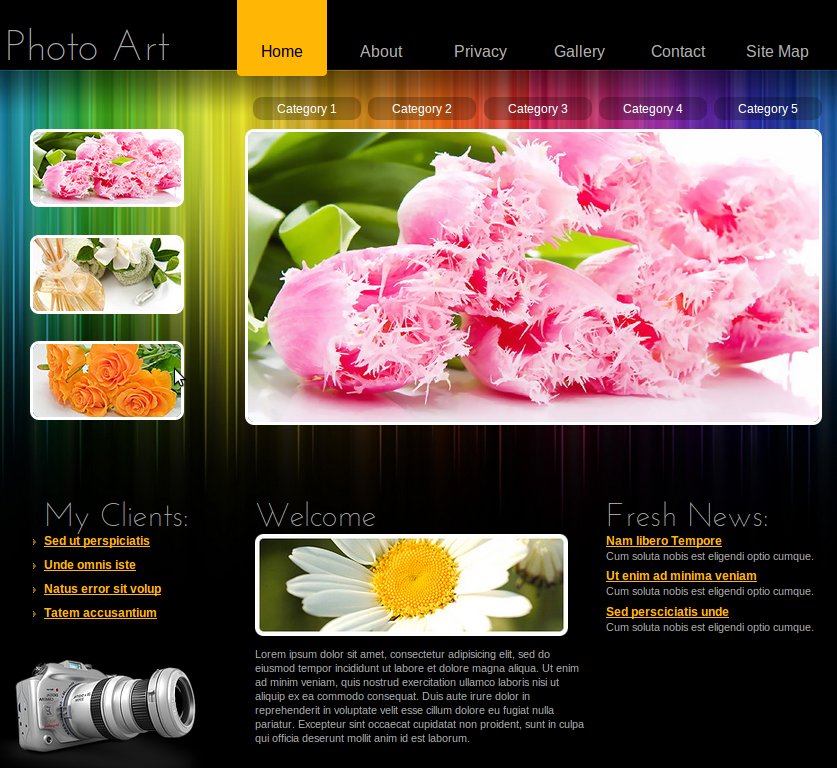 Photo Art
Home
About
Privacy
Gallery
Contact
Site Map
Category 1
Category 2
Category 3
Category 4
Category 5
My Clients:
Sed ut perspiciatis
Unde omnis iste
Natus error sit volup
Tatem accusantium
Welcome
Lorem ipsum dolor sit amet, consectetur adipisicing elit, sed do
eiusmod tempor incididunt ut labore et dolore magna aliqua. Ut enim
ad minim veniam, quis nostrud exercitation ullamco laboris nisi ut
aliquip ex ea commodo consequat. Duis aute irure dolor in
reprehenderit in voluptate velit esse cillum dolore eu fugiat nulla
pariatur. Excepteur sint occaecat cupidatat non proident, sunt in culpa
qui officia deserunt mollit anim id est laborum.
Fresh News:
Nam libero Tempore
Cum soluta nobis est eligendi optio cumque.
Ut enim ad minima veniam
Cum soluta nobis est eligendi optio cumque.
Sed persciciatis unde
Cum soluta nobis est eligendi optio cumque.